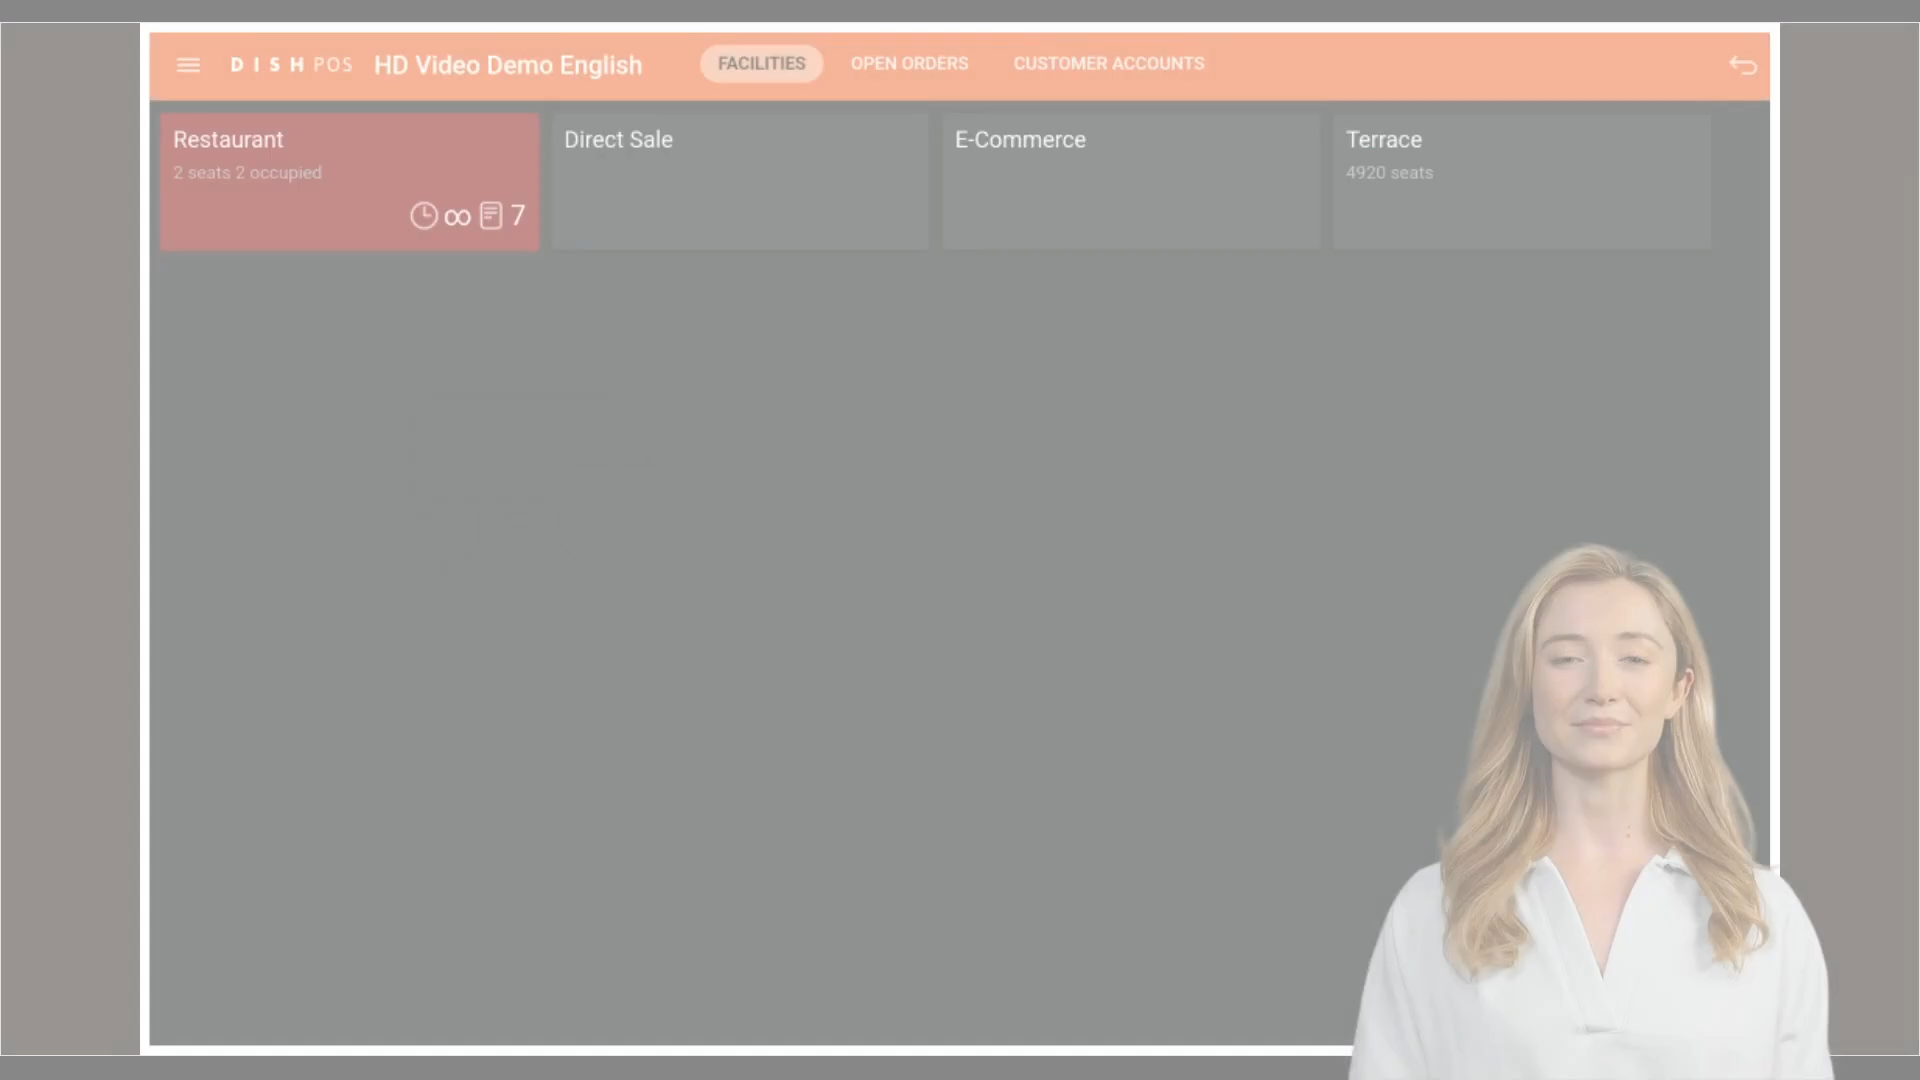 DISH POS HD Video Demo English FACILITIES OPEN ORDERS CUSTOMER ACCOUNTS
Restaurant
2 seats 2 occupied
∞ 7
Direct Sale
E-Commerce
Terrace
4920 seats